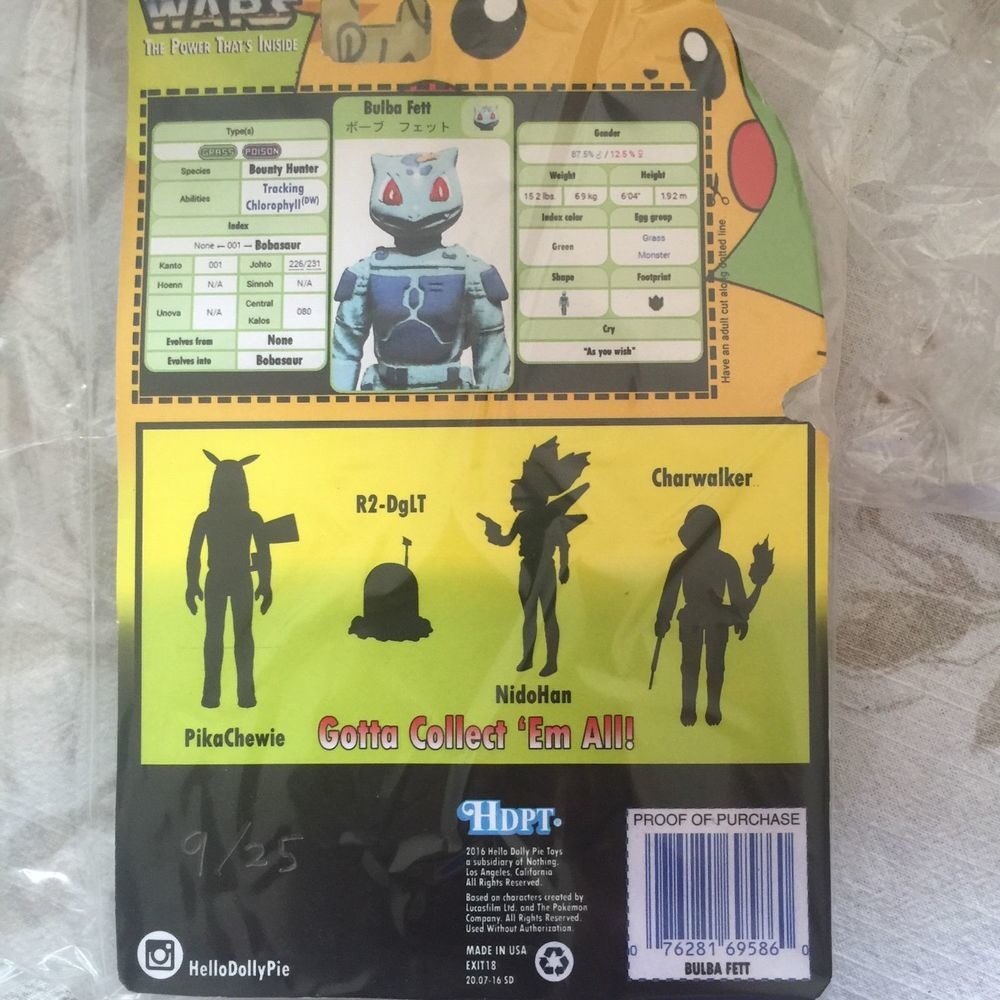 WARS
THE POWER THAT'S INISIDE
Bulba Fett
ボーブ フェット
Type(s)
GRASS POISON
Species Bounty Hunter
Abilities Tracking
Chlorophyll (DW)
Index
None — 001 — Bobasaur
Kanto 001 Johto 226/231
Hoenn N/A Sinnoh N/A
Unova N/A Central Kalos 080
Evolves from None
Evolves into Bobasaur
Gender
87.5% ♂ / 12.5% ♀
Weight Height
15.2 lbs. 6.9 kg 6'04" 1.92 m
Index color Egg group
Green Grass
Monster
Shape Footprint
Cry
"As you wish"
Have an adult cut along dotted line
PikaChewie
R2-DgLT
NidoHan
Charwalker
Gotta Collect 'Em All!
9/25
HelloDollyPie
HDPT
2016 Hello Dolly Pie Toys
a subsidiary of Nothing.
Los Angeles, California
All Rights Reserved.
Based on characters created by
Lucasfilm Ltd. and The Pokemon
Company. All Rights Reserved.
Used Without Authorization.
MADE IN USA
EXIT18
20.07-16 SD
PROOF OF PURCHASE
0 76281 69586 0
BULBA FETT